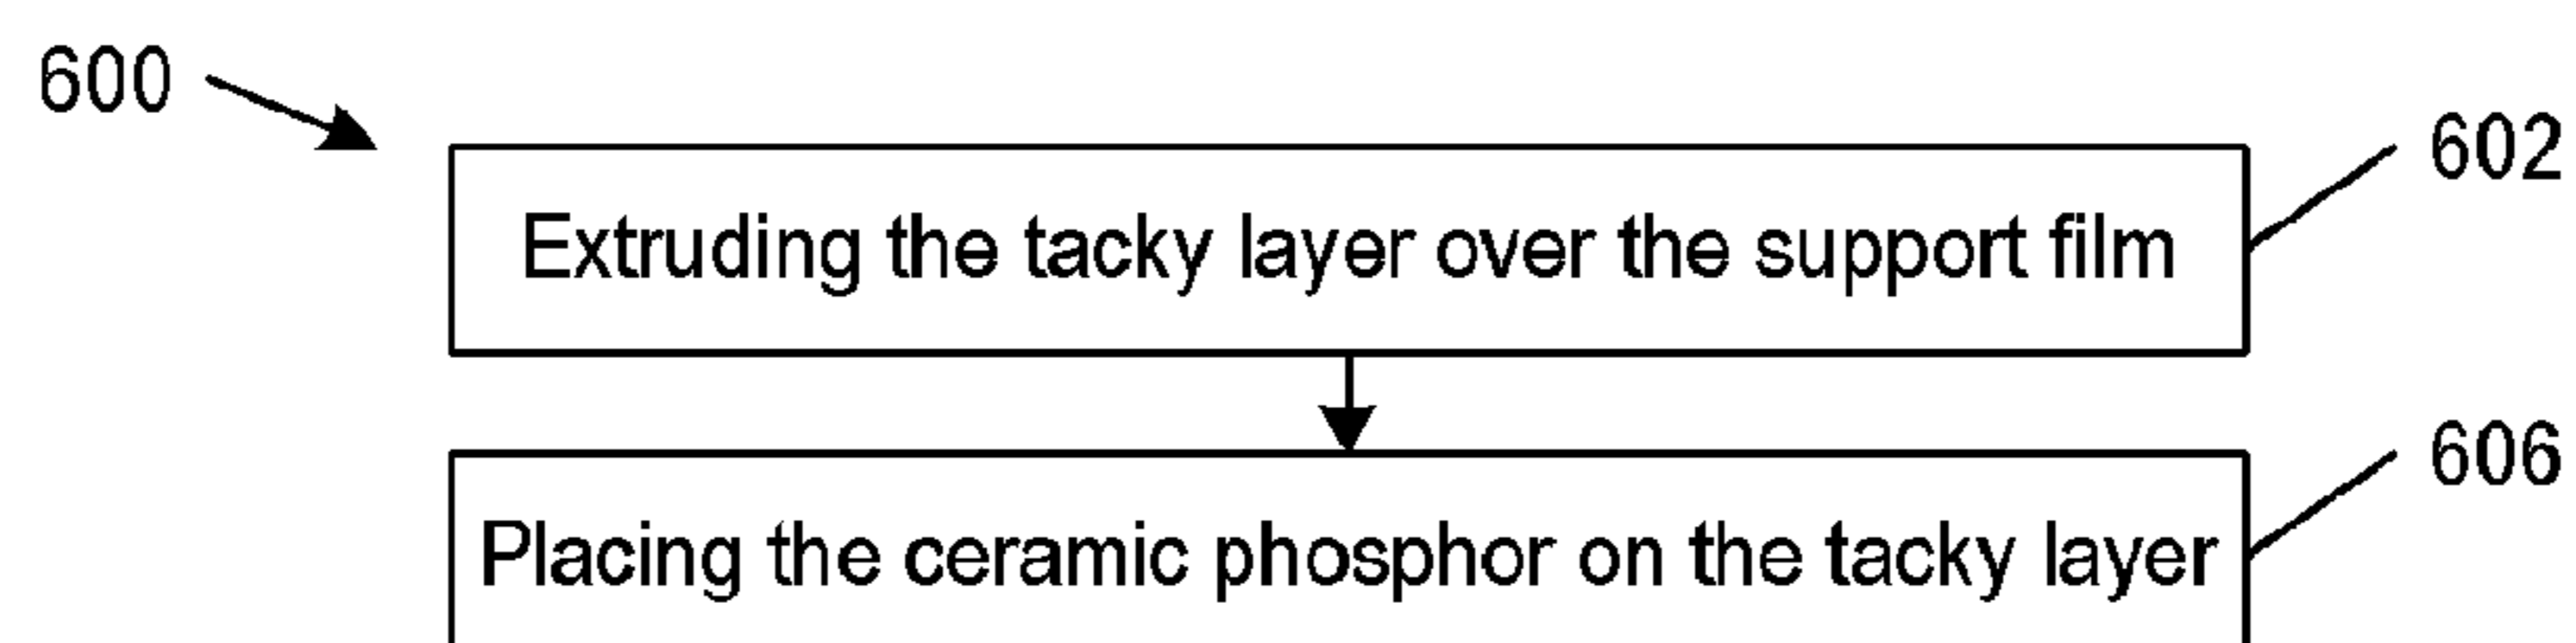 600
602
Extruding the tacky layer over the support film
606
Placing the ceramic phosphor on the tacky layer